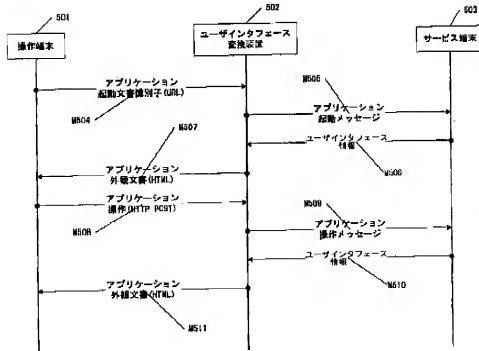 501
502
503
操作端末
ユーザインタフェース
変換装置
サービス端末
アプリケーション
起動文書識別子(URL)
M504
M505
アプリケーション
起動メッセージ
M507
ユーザインタフェース
情報
M506
アプリケーション
外観文書(HTML)
アプリケーション
操作(HTTP POST)
M508
M509
アプリケーション
操作メッセージ
ユーザインタフェース
情報
M510
アプリケーション
外観文書(HTML)
M511